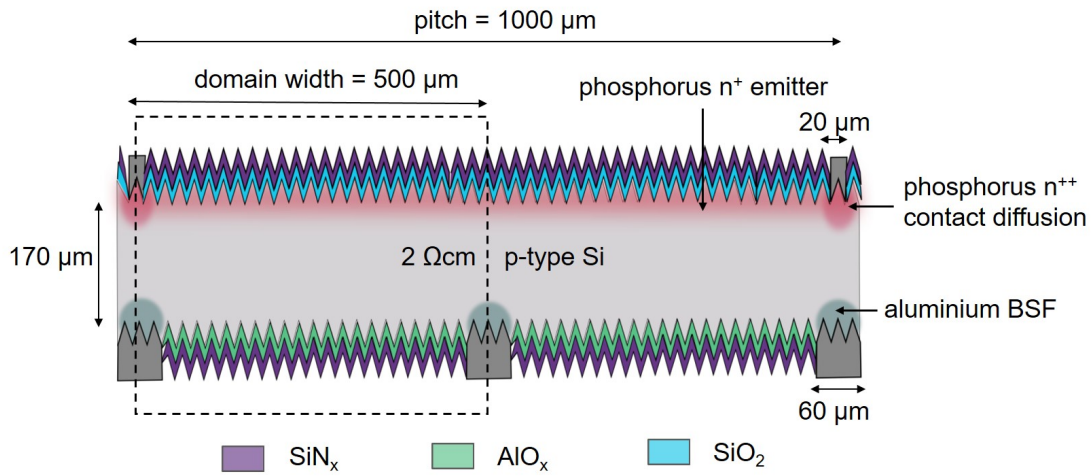 pitch = 1000 µm
domain width = 500 µm
phosphorus n⁺ emitter
20 µm
phosphorus n⁺⁺
contact diffusion
170 µm
2 Ωcm p-type Si
aluminium BSF
60 µm
SiNₓ
AlOₓ
SiO₂